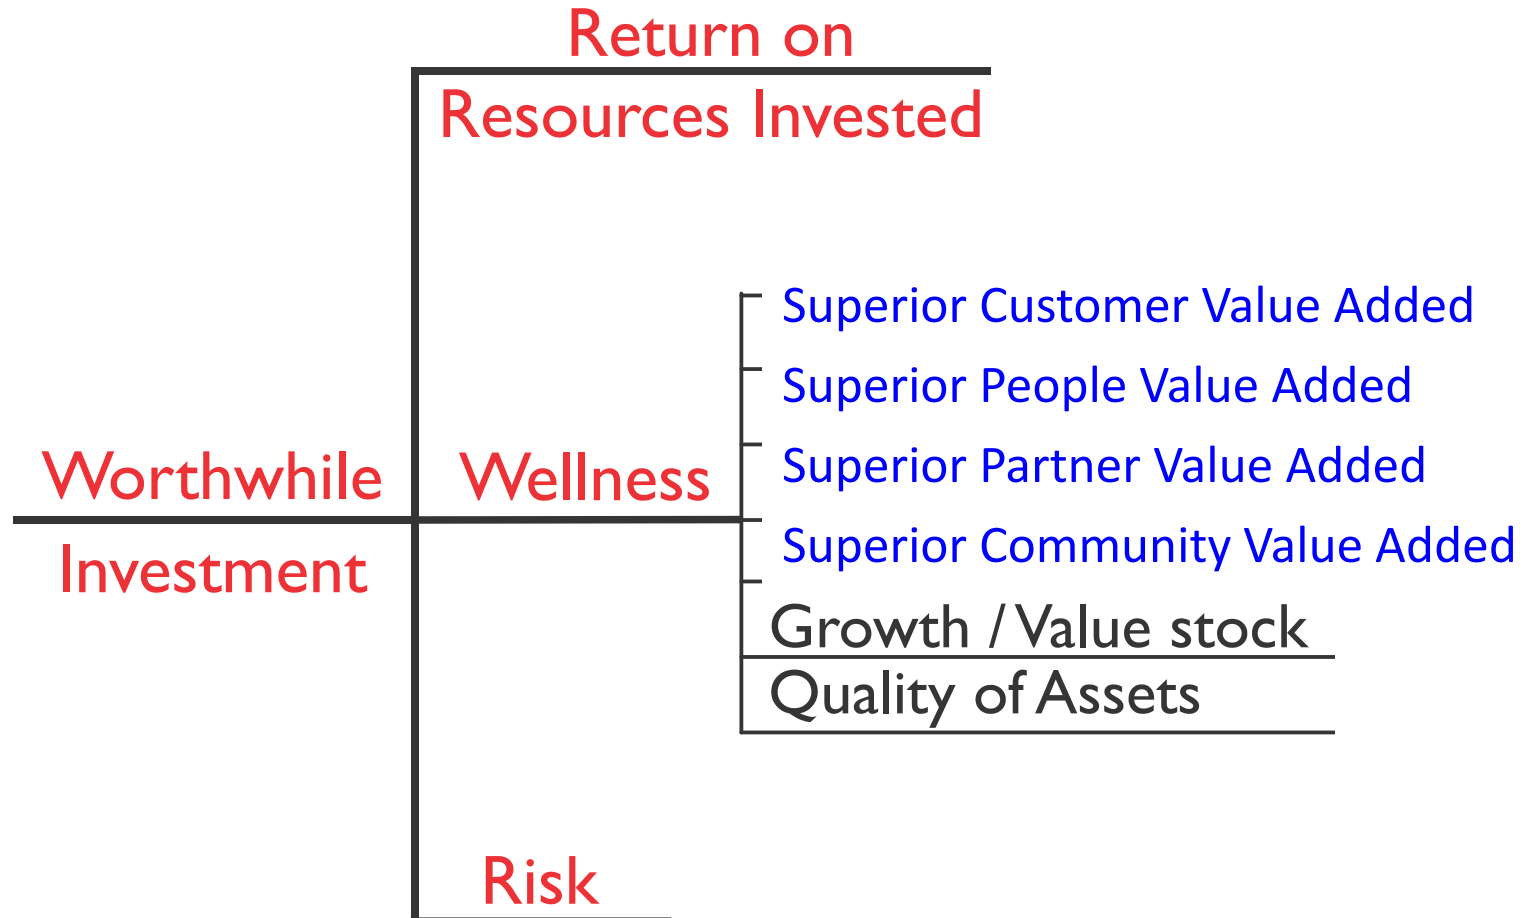 Return on
Resources Invested
Superior Customer Value Added
Superior People Value Added
Worthwhile
Investment
Wellness
Superior Partner Value Added
Superior Community Value Added
Growth / Value stock
Quality of Assets
Risk